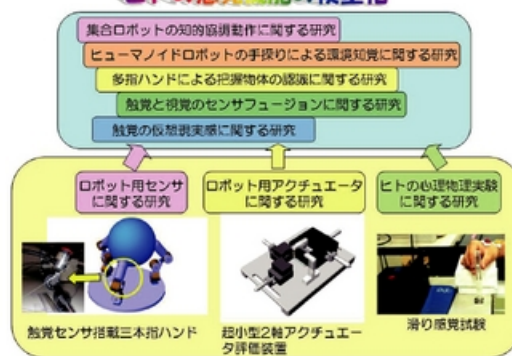 集合ロボットの知的協調動作に関する研究
ヒューマノイドロボットの手探りによる環境知覚に関する研究
多指ハンドによる把握物体の認識に関する研究
触覚と視覚のセンサフュージョンに関する研究
触覚の仮想現実感に関する研究
ロボット用センサ
に関する研究
ロボット用アクチュエータ
に関する研究
ヒトの心理物理実験
に関する研究
触覚センサ搭載三本指ハンド
超小型2軸アクチュエー
タ評価装置
滑り感覚試験